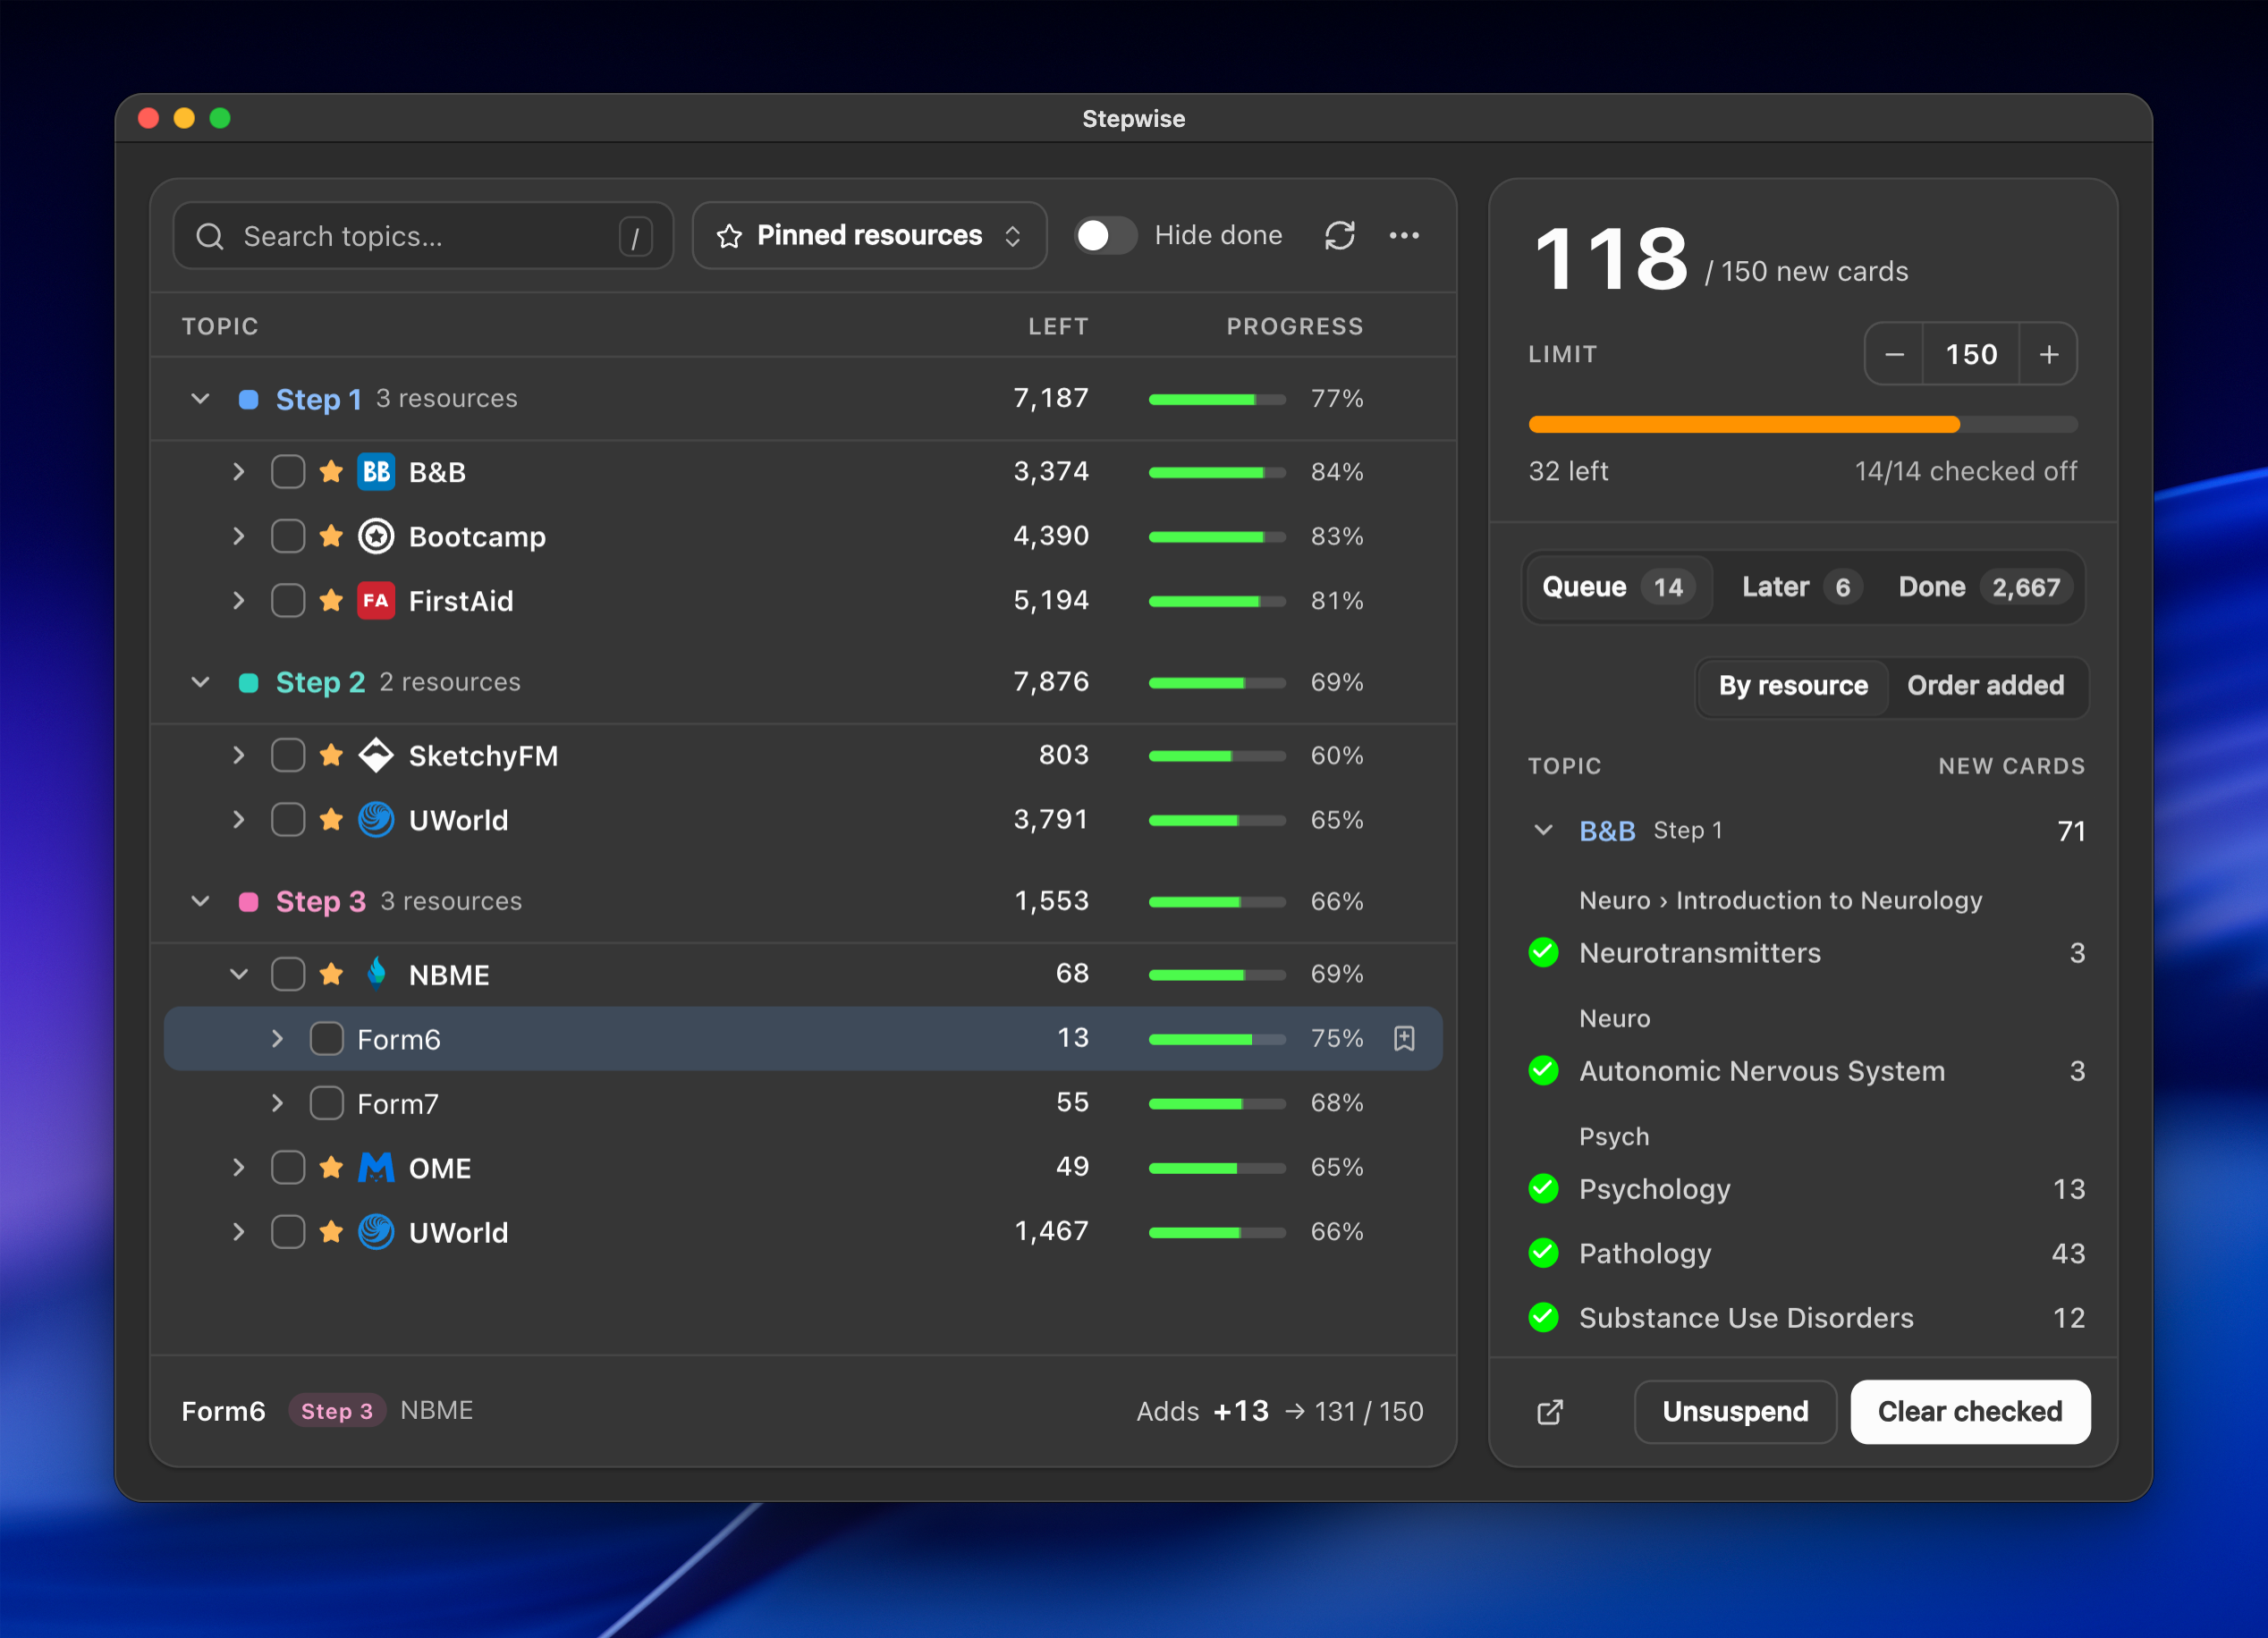 Stepwise
Search topics... /
Pinned resources
Hide done
TOPIC LEFT PROGRESS
Step 1 3 resources 7,187 77%
BB B&B 3,374 84%
Bootcamp 4,390 83%
FA FirstAid 5,194 81%
Step 2 2 resources 7,876 69%
SketchyFM 803 60%
UWorld 3,791 65%
Step 3 3 resources 1,553 66%
NBME 68 69%
Form6 13 75%
Form7 55 68%
OME 49 65%
UWorld 1,467 66%
Form6 Step 3 NBME Adds +13 → 131 / 150
118 / 150 new cards
LIMIT − 150 +
32 left 14/14 checked off
Queue 14 Later 6 Done 2,667
By resource Order added
TOPIC NEW CARDS
B&B Step 1 71
Neuro › Introduction to Neurology
Neurotransmitters 3
Neuro
Autonomic Nervous System 3
Psych
Psychology 13
Pathology 43
Substance Use Disorders 12
Unsuspend Clear checked